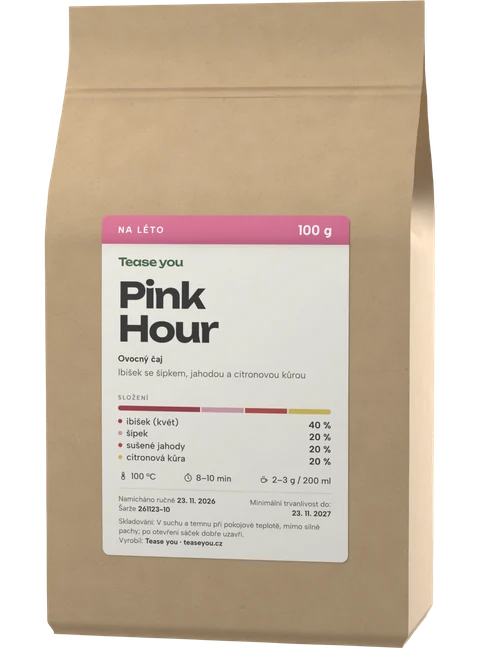 NA LÉTO 100 g
Tease you
Pink
Hour
Ovocný čaj
Ibišek se šípkem, jahodou a citronovou kůrou
SLOŽENÍ
ibišek (květ) 40 %
šípek 20 %
sušené jahody 20 %
citronová kůra 20 %
100 °C 8–10 min 2–3 g / 200 ml
Namícháno ručně 23. 11. 2026 Minimální trvanlivost do:
Šarže 261123-10 23. 11. 2027
Skladování: V suchu a temnu při pokojové teplotě, mimo silné
pachy; po otevření sáček dobře uzavři.
Vyrobil: Tease you · teaseyou.cz